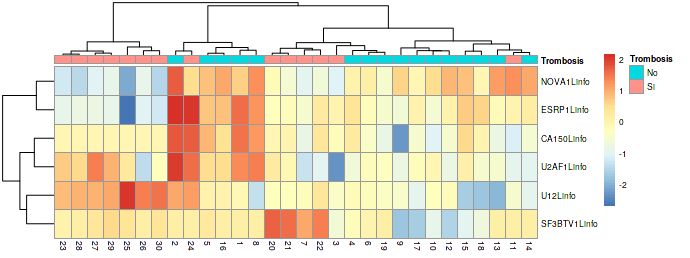 Trombosis
NOVA1Linfo
ESRP1Linfo
CA150Linfo
U2AF1Linfo
U12Linfo
SF3BTV1Linfo
23 28 27 29 25 26 30 2 24 5 16 1 8 20 21 7 22 3 4 6 19 9 17 10 12 15 18 13 11 14
2
1
0
-1
-2
Trombosis
No
Si